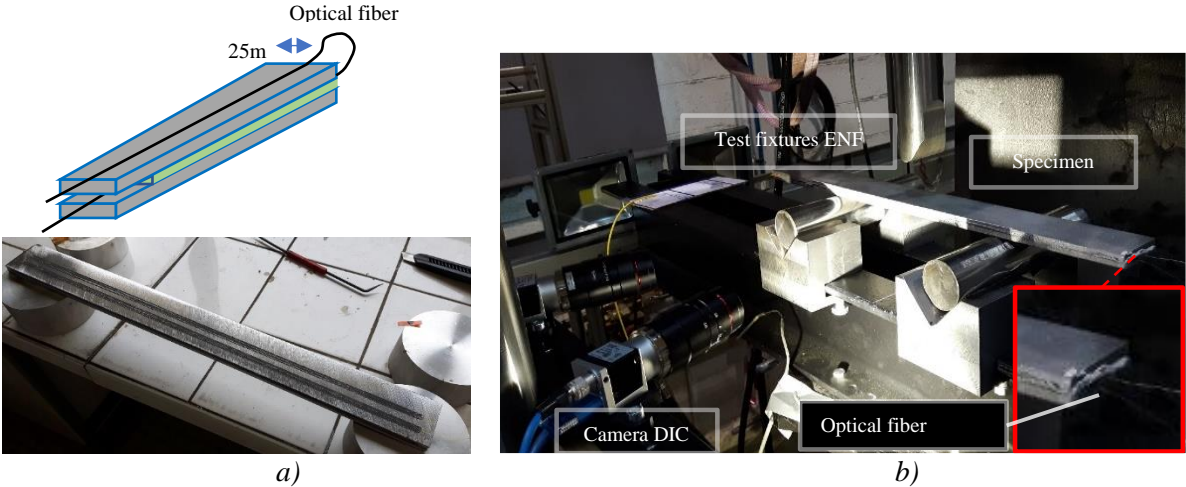 Optical fiber
25m
Test fixtures ENF
Specimen
Camera DIC
Optical fiber
a)
b)